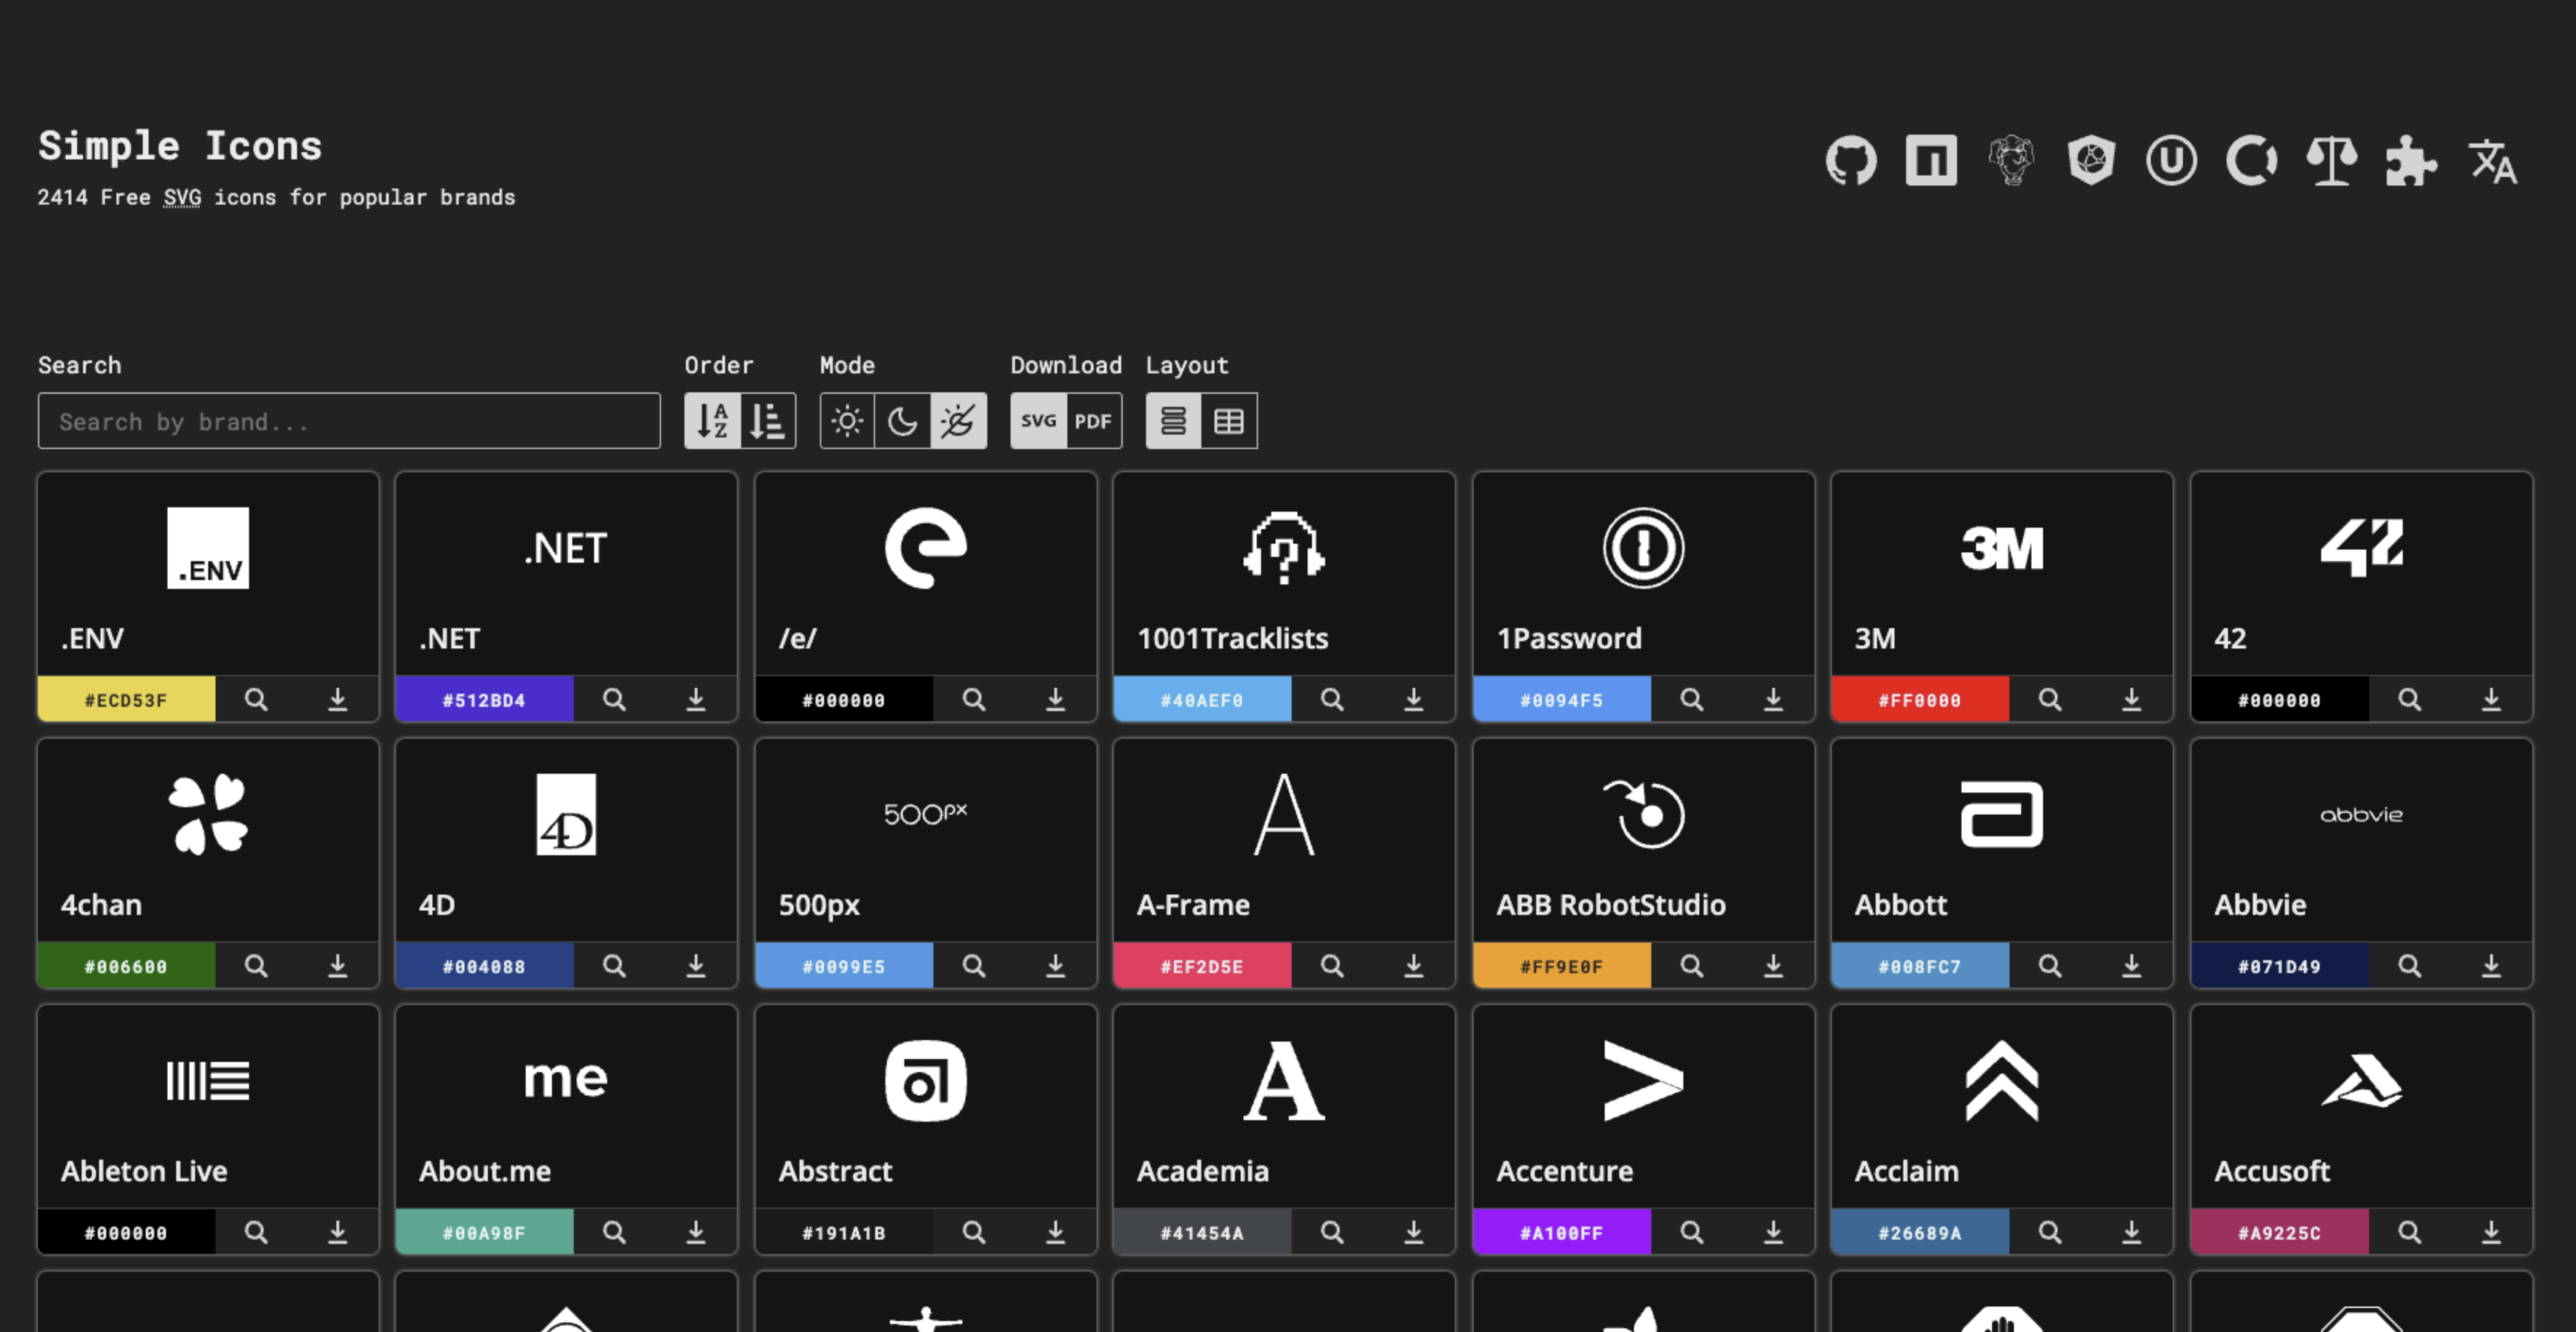 Simple Icons
2414 Free SVG icons for popular brands
Search
Order
Mode
Download
Layout
Search by brand...
A
Z
SVG
PDF
.ENV
.NET
e
?
3M
42
.ENV
.NET
/e/
1001Tracklists
1Password
3M
42
#ECD53F
#512BD4
#000000
#40AEF0
#0094F5
#FF0000
#000000
4D
500px
A
a
abbvie
4chan
4D
500px
A-Frame
ABB RobotStudio
Abbott
Abbvie
#006600
#004088
#0099E5
#EF2D5E
#FF9E0F
#008FC7
#071D49
me
A
Ableton Live
About.me
Abstract
Academia
Accenture
Acclaim
Accusoft
#000000
#00A98F
#191A1B
#41454A
#A100FF
#26689A
#A9225C